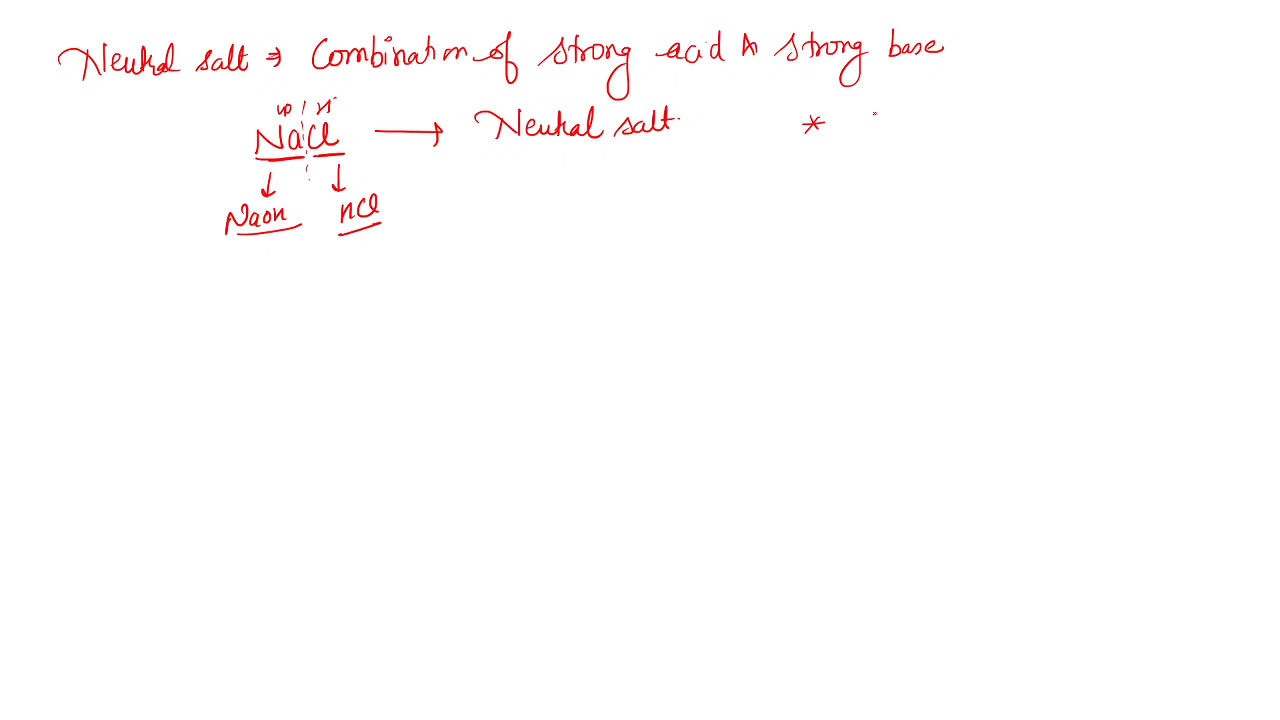 Neutral salt ⇒ Combination of strong acid & strong base
NaCl → Neutral salt. *
NaOH HCl